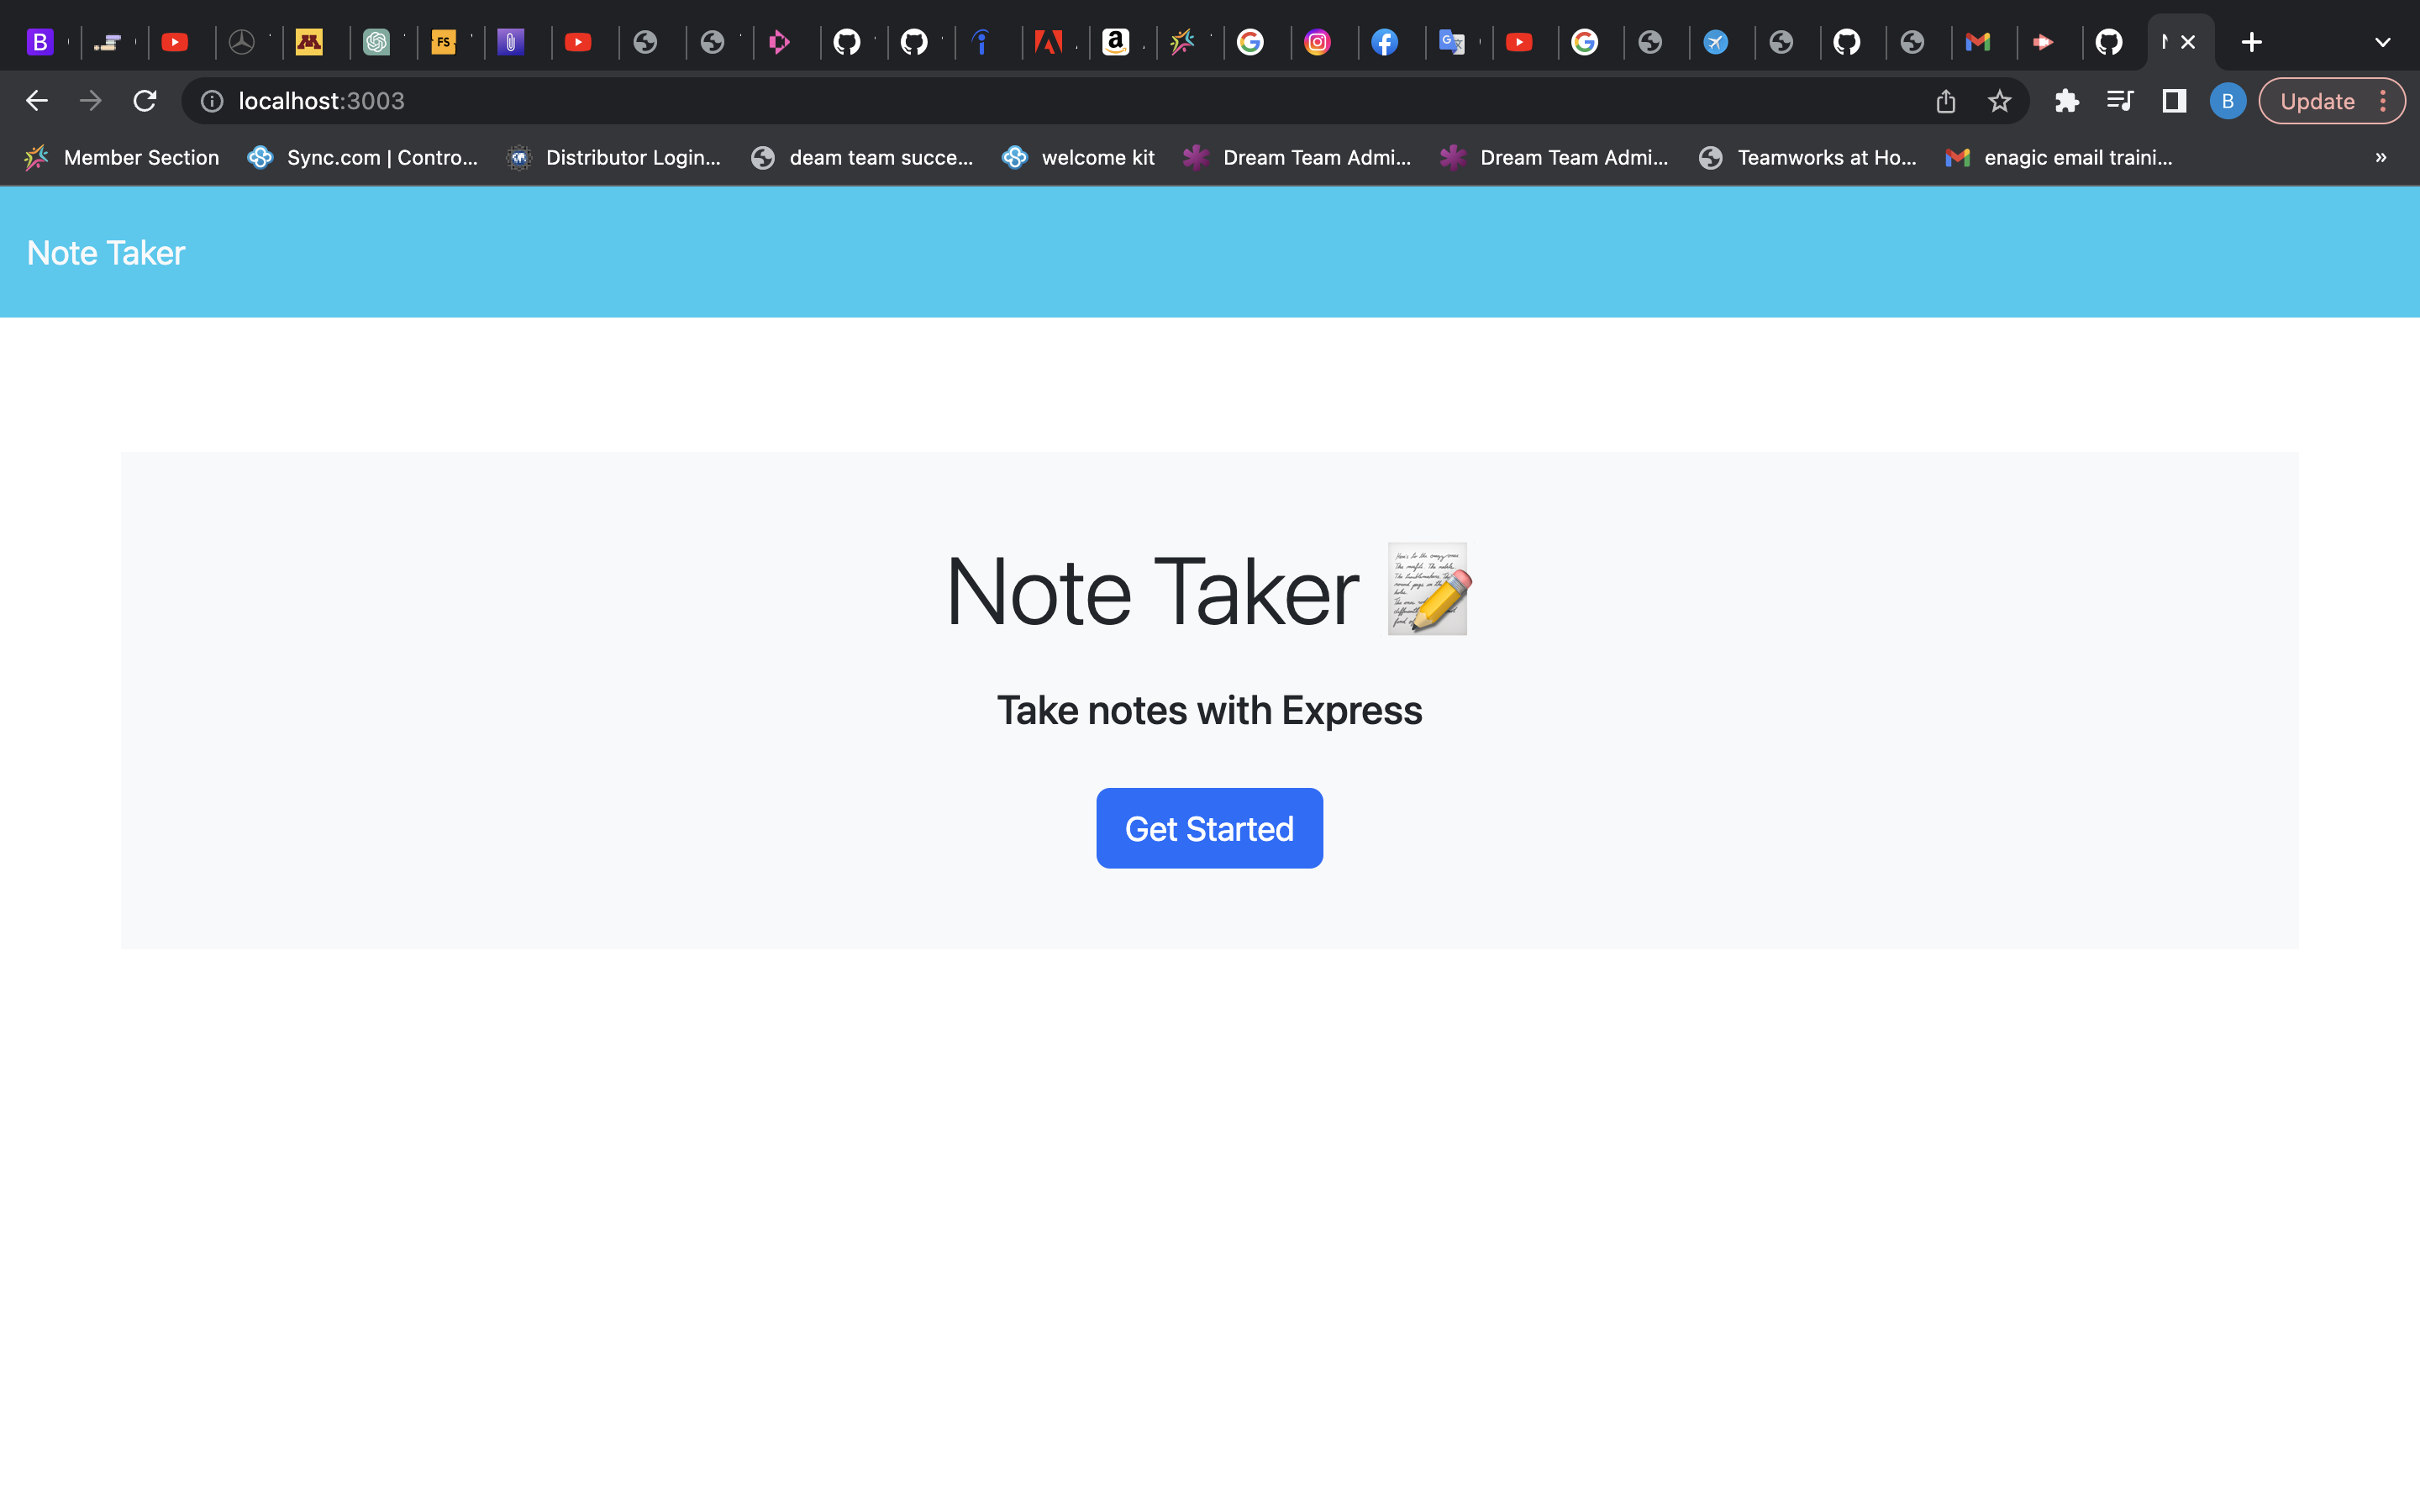 B FS a G
localhost:3003 B Update
Member Section Sync.com | Contro... Distributor Login... deam team succe... welcome kit Dream Team Admi... Dream Team Admi... Teamworks at Ho... enagic email traini... »
Note Taker
Note Taker
Take notes with Express
Get Started